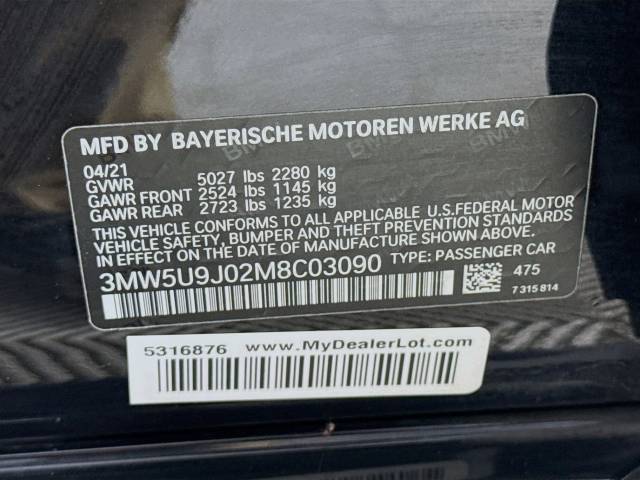 MFD BY BAYERISCHE MOTOREN WERKE AG
04/21
GVWR 5027 lbs 2280 kg
GAWR FRONT 2524 lbs 1145 kg
GAWR REAR 2723 lbs 1235 kg
THIS VEHICLE CONFORMS TO ALL APPLICABLE U.S.FEDERAL MOTOR
VEHICLE SAFETY, BUMPER AND THEFT PREVENTION STANDARDS
IN EFFECT ON THE DATE OF MANUFACTURE SHOWN ABOVE.
3MW5U9J02M8C03090 TYPE: PASSENGER CAR
475
7 315 814
5316876 www.MyDealerLot.com